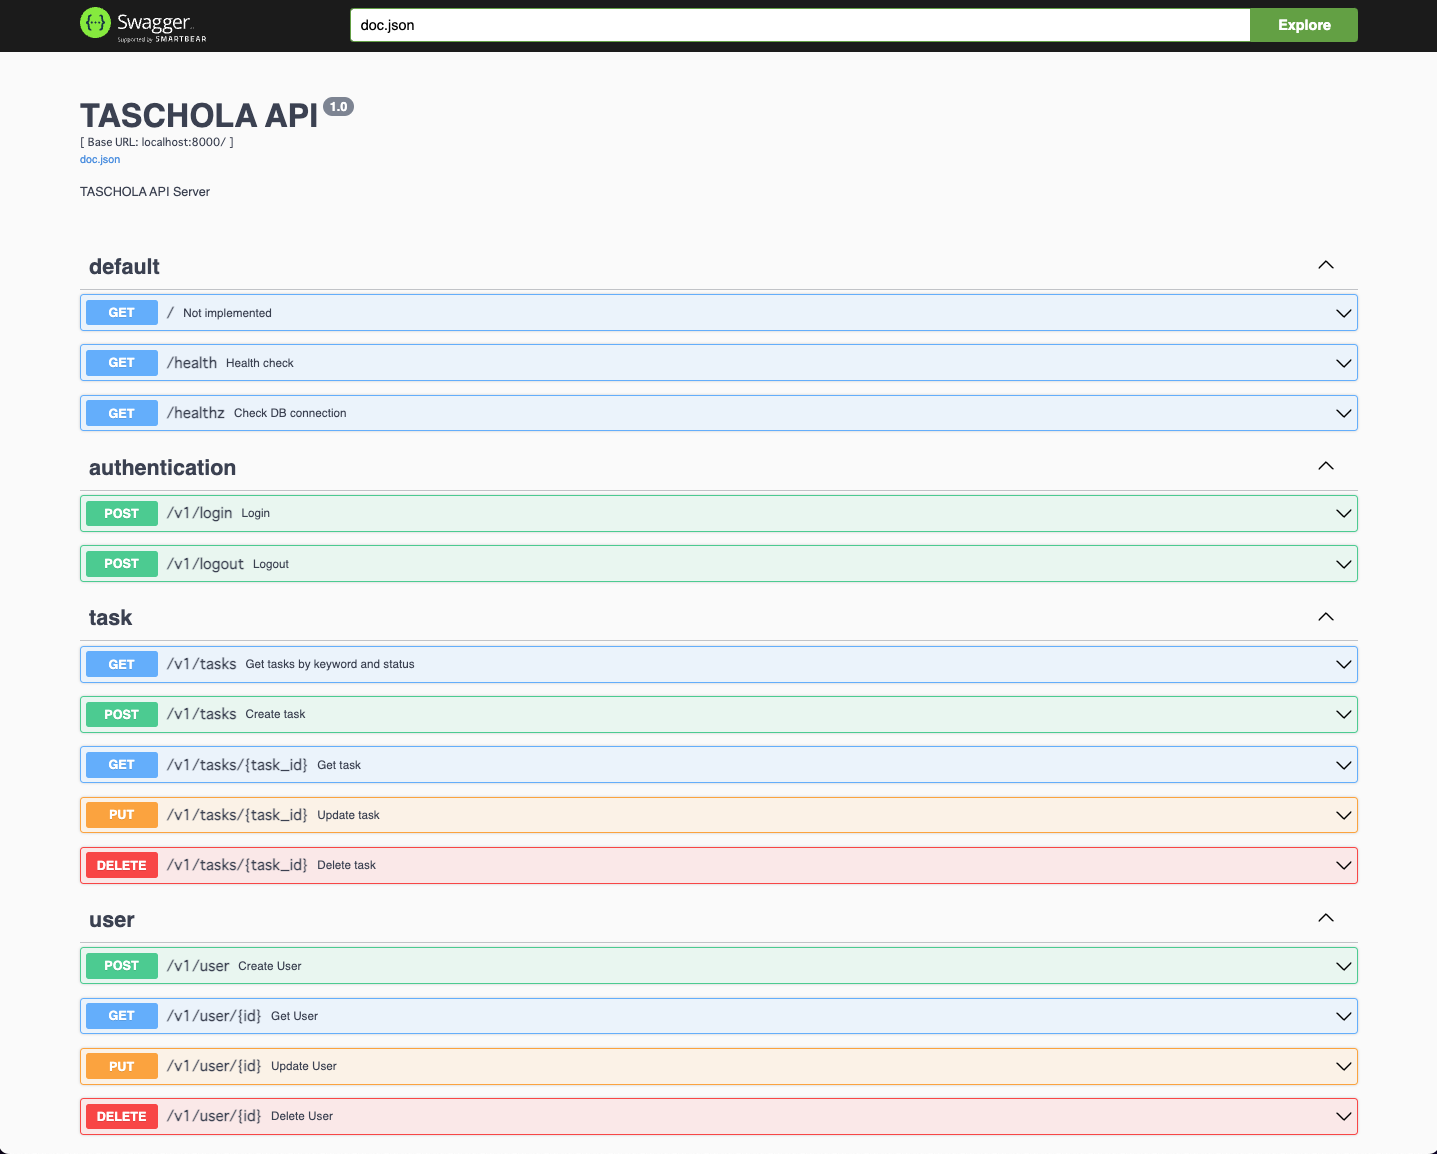 Swagger
Supported by SMARTBEAR
doc.json
Explore
TASCHOLA API 1.0
[ Base URL: localhost:8000/ ]
doc.json
TASCHOLA API Server
default
GET / Not implemented
GET /health Health check
GET /healthz Check DB connection
authentication
POST /v1/login Login
POST /v1/logout Logout
task
GET /v1/tasks Get tasks by keyword and status
POST /v1/tasks Create task
GET /v1/tasks/{task_id} Get task
PUT /v1/tasks/{task_id} Update task
DELETE /v1/tasks/{task_id} Delete task
user
POST /v1/user Create User
GET /v1/user/{id} Get User
PUT /v1/user/{id} Update User
DELETE /v1/user/{id} Delete User